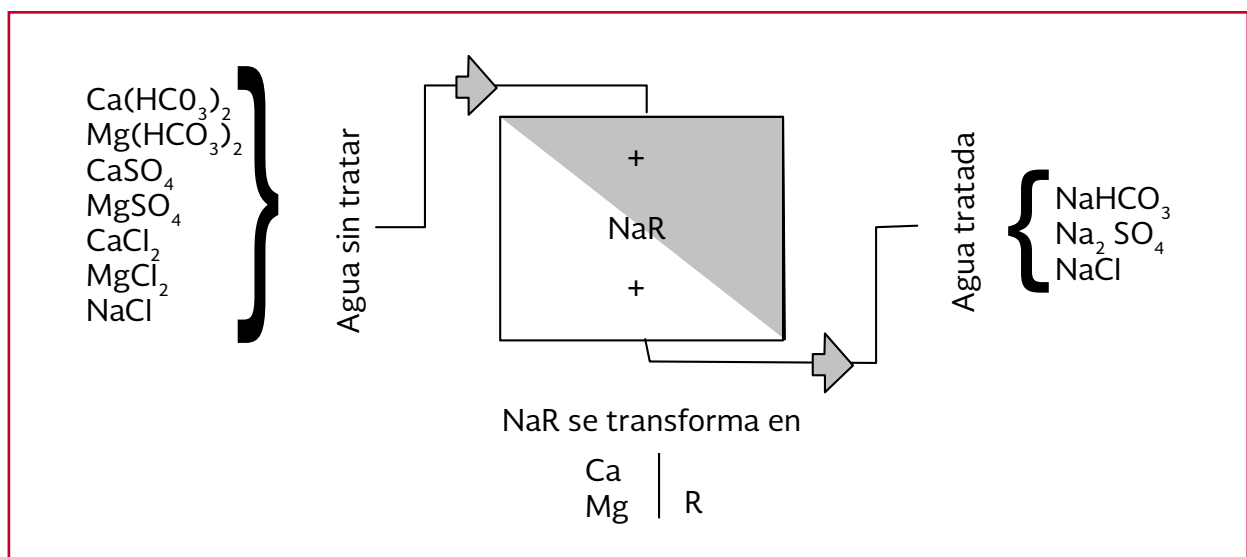 Ca(HC0₃)₂
Mg(HCO₃)₂
CaSO₄
MgSO₄
CaCl₂
MgCl₂
NaCl
Agua sin tratar
+
NaR
+
Agua tratada
NaHCO₃
Na₂ SO₄
NaCl
NaR se transforma en
Ca
Mg
R